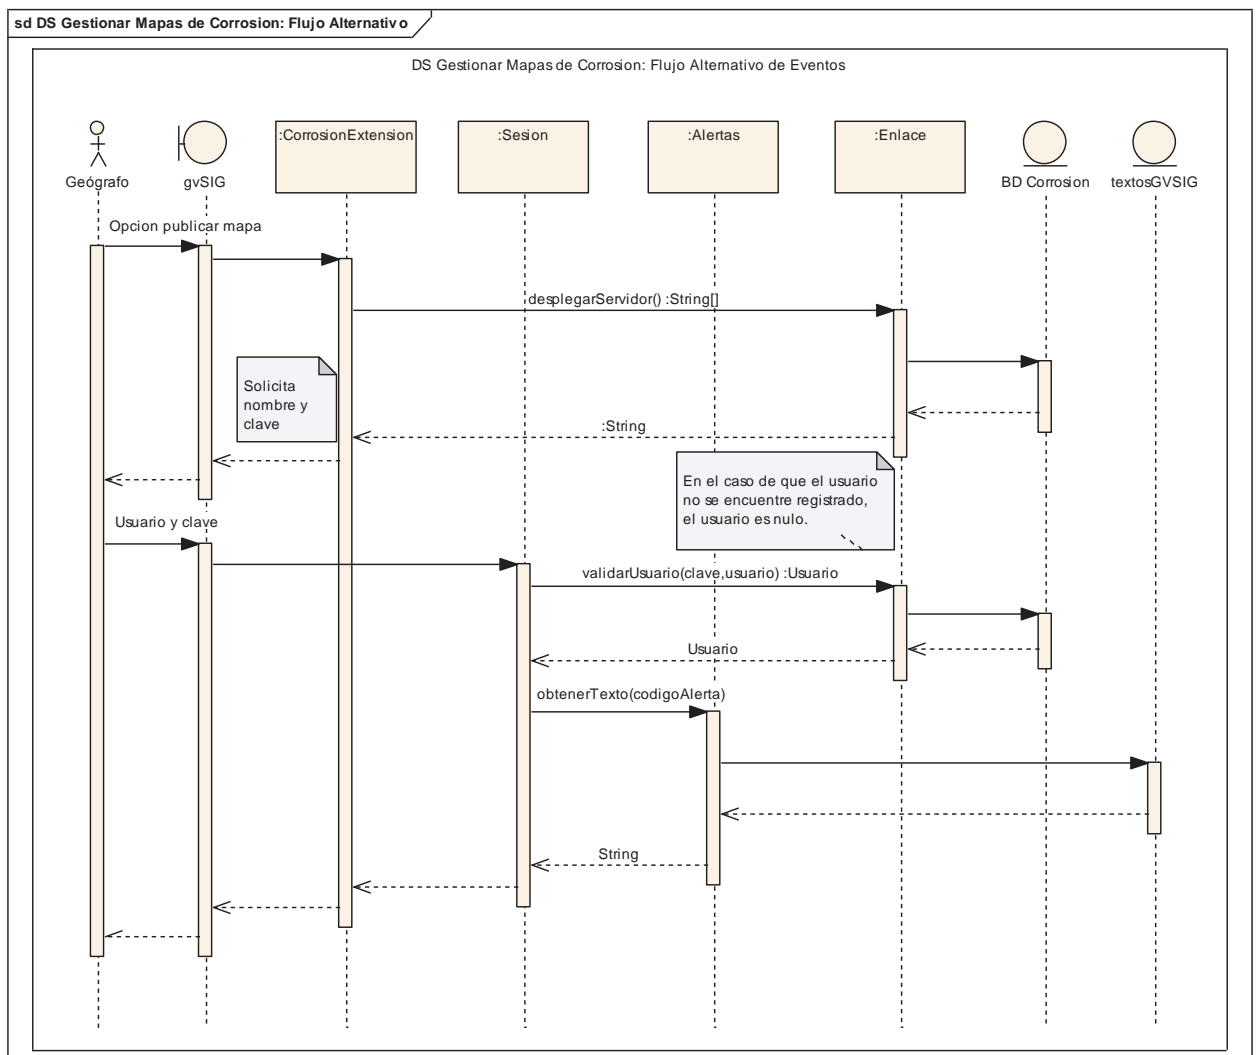 sd DS Gestionar Mapas de Corrosion: Flujo Alternativo
DS Gestionar Mapas de Corrosion: Flujo Alternativo de Eventos
Geógrafo
gvSIG
:CorrosionExtension
:Sesion
:Alertas
:Enlace
BD Corrosion
textosGVSIG
Opcion publicar mapa
desplegarServidor() :String[]
Solicita
nombre y
clave
:String
En el caso de que el usuario
no se encuentre registrado,
el usuario es nulo.
Usuario y clave
validarUsuario(clave,usuario) :Usuario
Usuario
obtenerTexto(codigoAlerta)
String